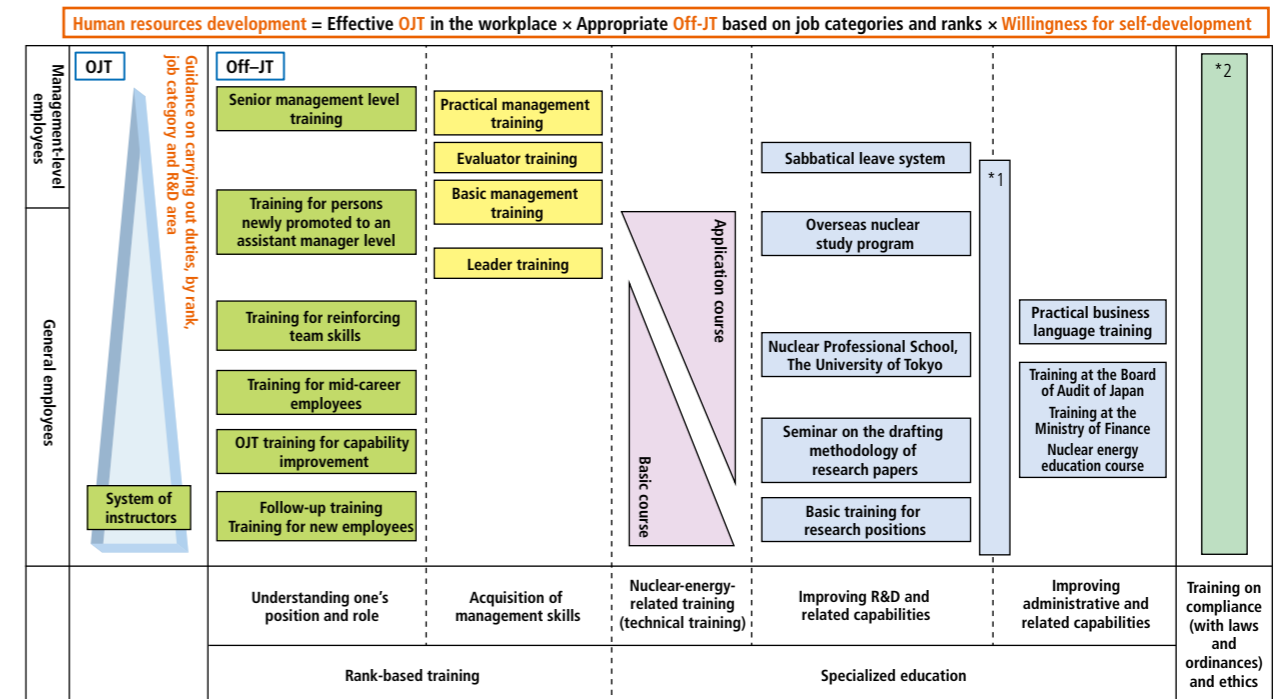 Human resources development = Effective OJT in the workplace × Appropriate Off-JT based on job categories and ranks × Willingness for self-development
Management-level
employees
General employees
OJT
Guidance on carrying out duties, by rank,
job category and R&D area
System of
instructors
Off–JT
Senior management level
training
Training for persons
newly promoted to an
assistant manager level
Training for reinforcing
team skills
Training for mid-career
employees
OJT training for capability
improvement
Follow-up training
Training for new employees
Practical management
training
Evaluator training
Basic management
training
Leader training
Application course
Basic course
Sabbatical leave system
Overseas nuclear
study program
Nuclear Professional School,
The University of Tokyo
Seminar on the drafting
methodology of
research papers
Basic training for
research positions
*1
Practical business
language training
Training at the Board
of Audit of Japan
Training at the
Ministry of Finance
Nuclear energy
education course
*2
Understanding one's
position and role
Acquisition of
management skills
Nuclear-energy-
related training
(technical training)
Improving R&D and
related capabilities
Improving
administrative and
related capabilities
Training on
compliance
(with laws
and
ordinances)
and ethics
Rank-based training
Specialized education